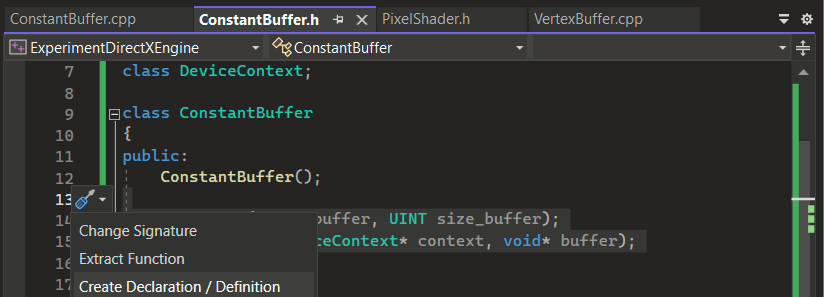 ConstantBuffer.cpp ConstantBuffer.h PixelShader.h VertexBuffer.cpp
ExperimentDirectXEngine ConstantBuffer
7 class DeviceContext;
8
9 class ConstantBuffer
10 {
11 public:
12 ConstantBuffer();
13
14 buffer, UINT size_buffer);
15 ceContext* context, void* buffer);
16
17
Change Signature
Extract Function
Create Declaration / Definition